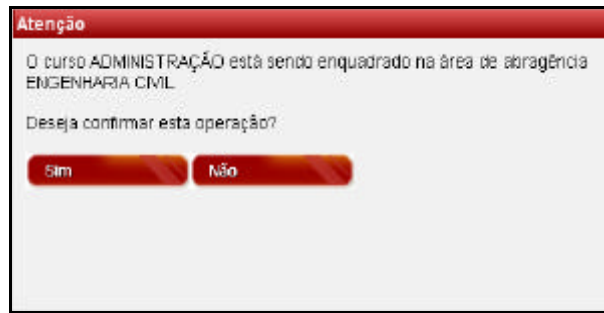 Atenção
O curso ADMINISTRAÇÃO está sendo enquadrado na área de abragência
ENGENHARIA CIVIL
Deseja confirmar esta operação?
Sim Não